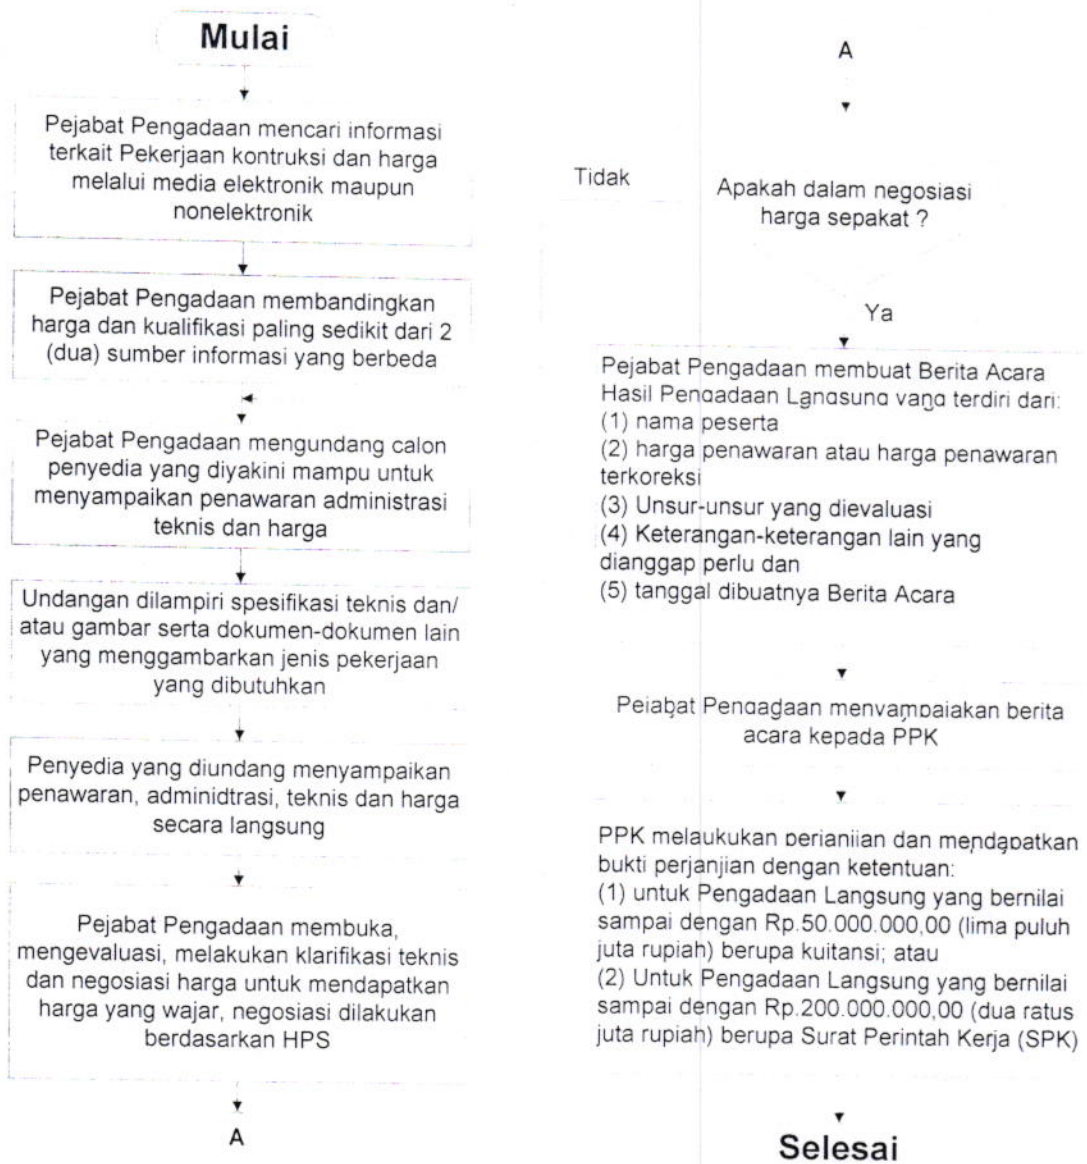 Mulai
Pejabat Pengadaan mencari informasi
terkait Pekerjaan kontruksi dan harga
melalui media elektronik maupun
nonelektronik
Pejabat Pengadaan membandingkan
harga dan kualifikasi paling sedikit dari 2
(dua) sumber informasi yang berbeda
Pejabat Pengadaan mengundang calon
penyedia yang diyakini mampu untuk
menyampaikan penawaran administrasi
teknis dan harga
Undangan dilampiri spesifikasi teknis dan/
atau gambar serta dokumen-dokumen lain
yang menggambarkan jenis pekerjaan
yang dibutuhkan
Penyedia yang diundang menyampaikan
penawaran, adminidtrasi, teknis dan harga
secara langsung
Pejabat Pengadaan membuka,
mengevaluasi, melakukan klarifikasi teknis
dan negosiasi harga untuk mendapatkan
harga yang wajar, negosiasi dilakukan
berdasarkan HPS
A
A
Tidak
Apakah dalam negosiasi
harga sepakat ?
Ya
Pejabat Pengadaan membuat Berita Acara
Hasil Pengadaan Langsung yang terdiri dari:
(1) nama peserta
(2) harga penawaran atau harga penawaran
terkoreksi
(3) Unsur-unsur yang dievaluasi
(4) Keterangan-keterangan lain yang
dianggap perlu dan
(5) tanggal dibuatnya Berita Acara
Pejabat Pengadaan menyampaiakan berita
acara kepada PPK
PPK melaukukan perjanjian dan mendapatkan
bukti perjanjian dengan ketentuan:
(1) untuk Pengadaan Langsung yang bernilai
sampai dengan Rp.50.000.000,00 (lima puluh
juta rupiah) berupa kuitansi; atau
(2) Untuk Pengadaan Langsung yang bernilai
sampai dengan Rp.200.000.000,00 (dua ratus
juta rupiah) berupa Surat Perintah Kerja (SPK)
Selesai